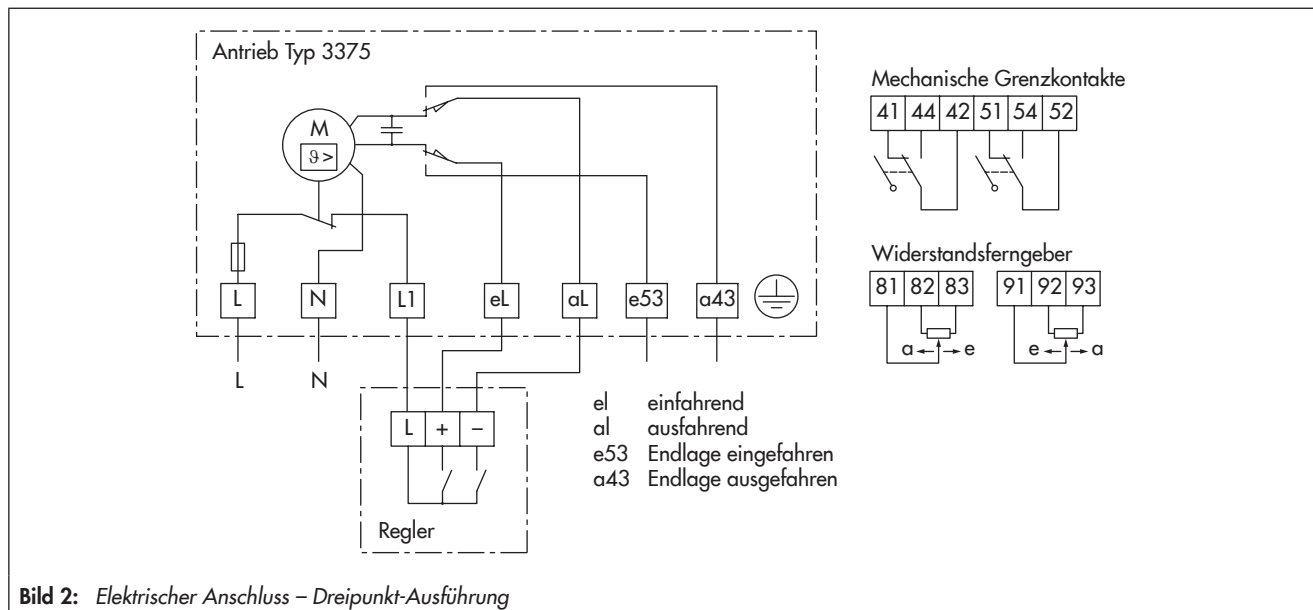 Antrieb Typ 3375
M
ϑ >
L N L1 eL aL e53 a43
L N
L + –
Regler
el einfahrend
al ausfahrend
e53 Endlage eingefahren
a43 Endlage ausgefahren
Mechanische Grenzkontakte
41 44 42 51 54 52
Widerstandsferngeber
81 82 83 91 92 93
a e e a
Bild 2: Elektrischer Anschluss – Dreipunkt-Ausführung